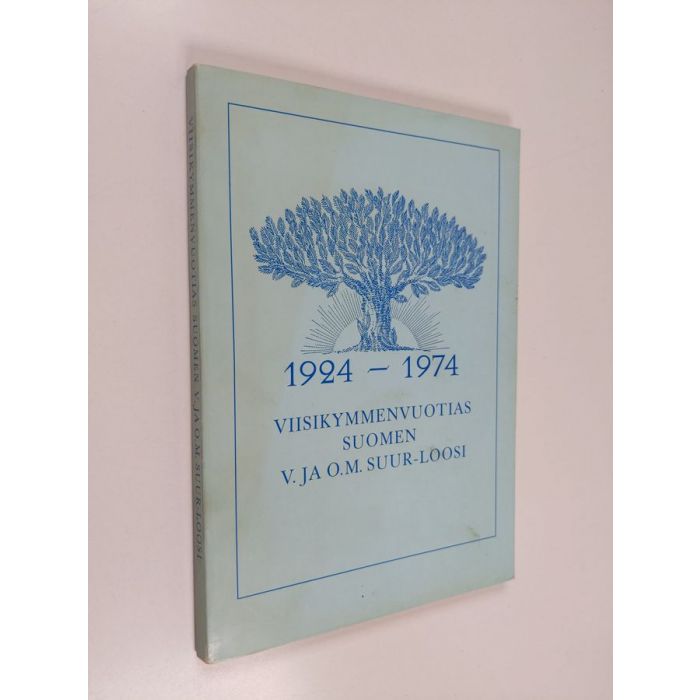 VIISIKYMMENVUOTIAS SUOMEN V. JA O.M. SUUR-LOOSI
1924 – 1974
VIISIKYMMENVUOTIAS
SUOMEN
V. JA O.M. SUUR-LOOSI